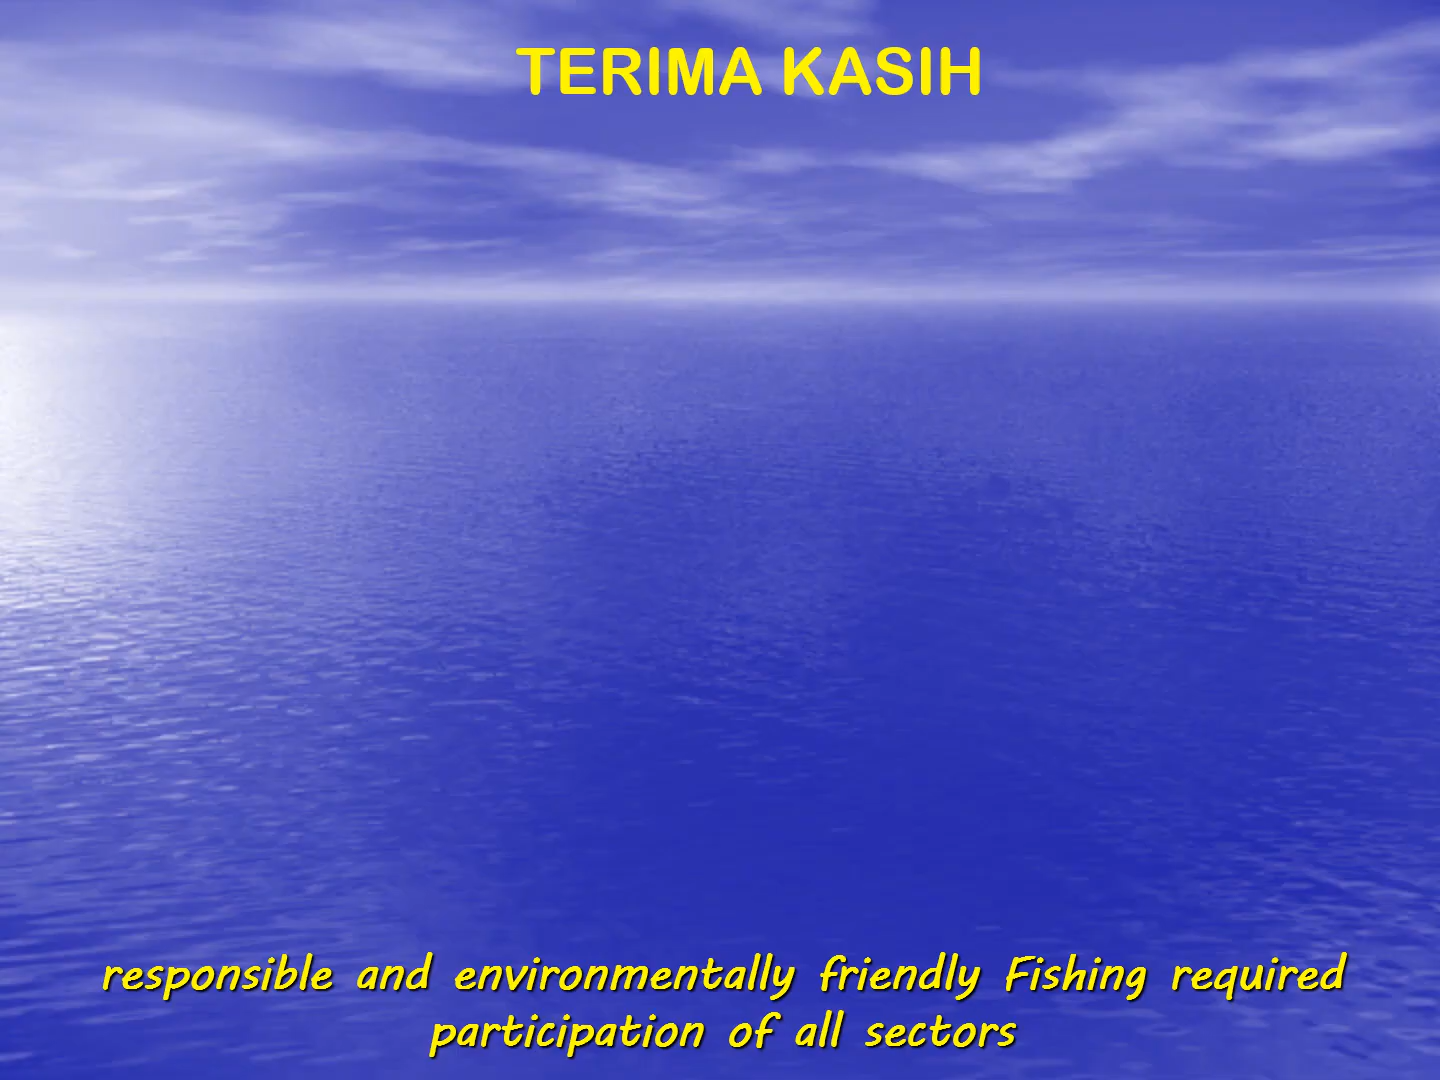 TERIMA KASIH
responsible and environmentally friendly Fishing required
participation of all sectors